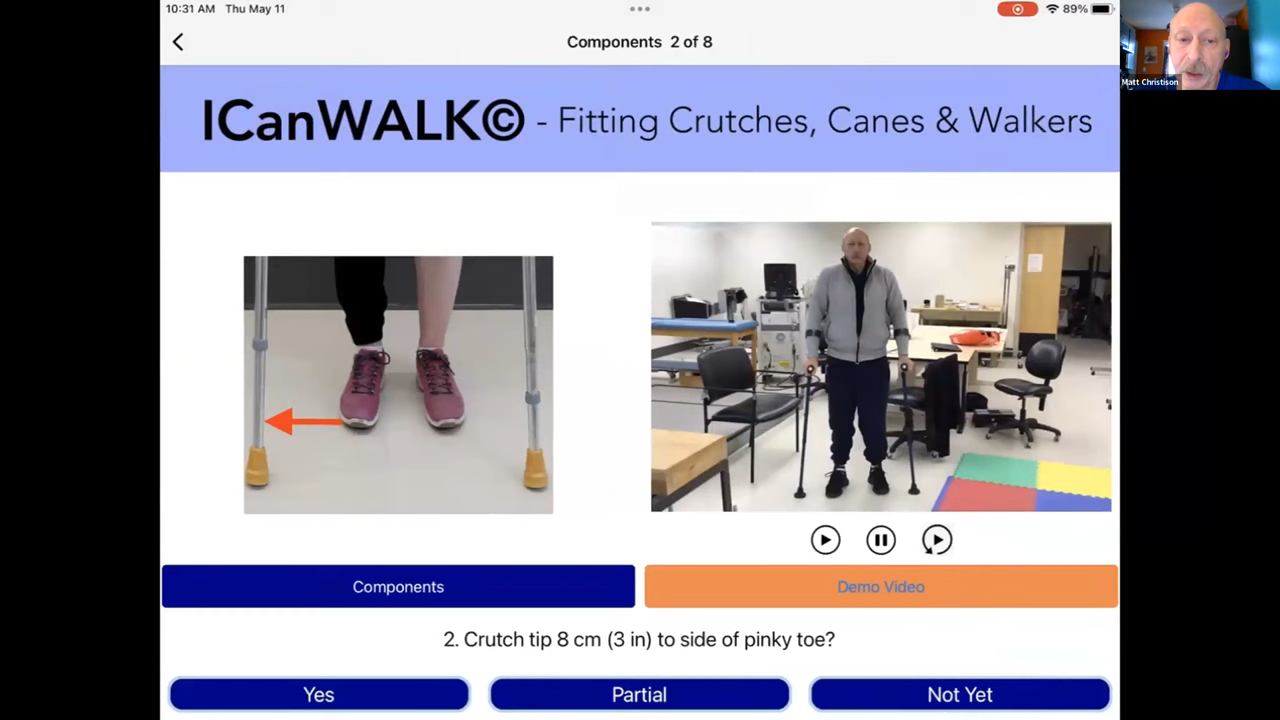 10:31 AM Thu May 11
89%
Components 2 of 8
Matt Christison
ICanWALK© - Fitting Crutches, Canes & Walkers
Components
Demo Video
2. Crutch tip 8 cm (3 in) to side of pinky toe?
Yes
Partial
Not Yet